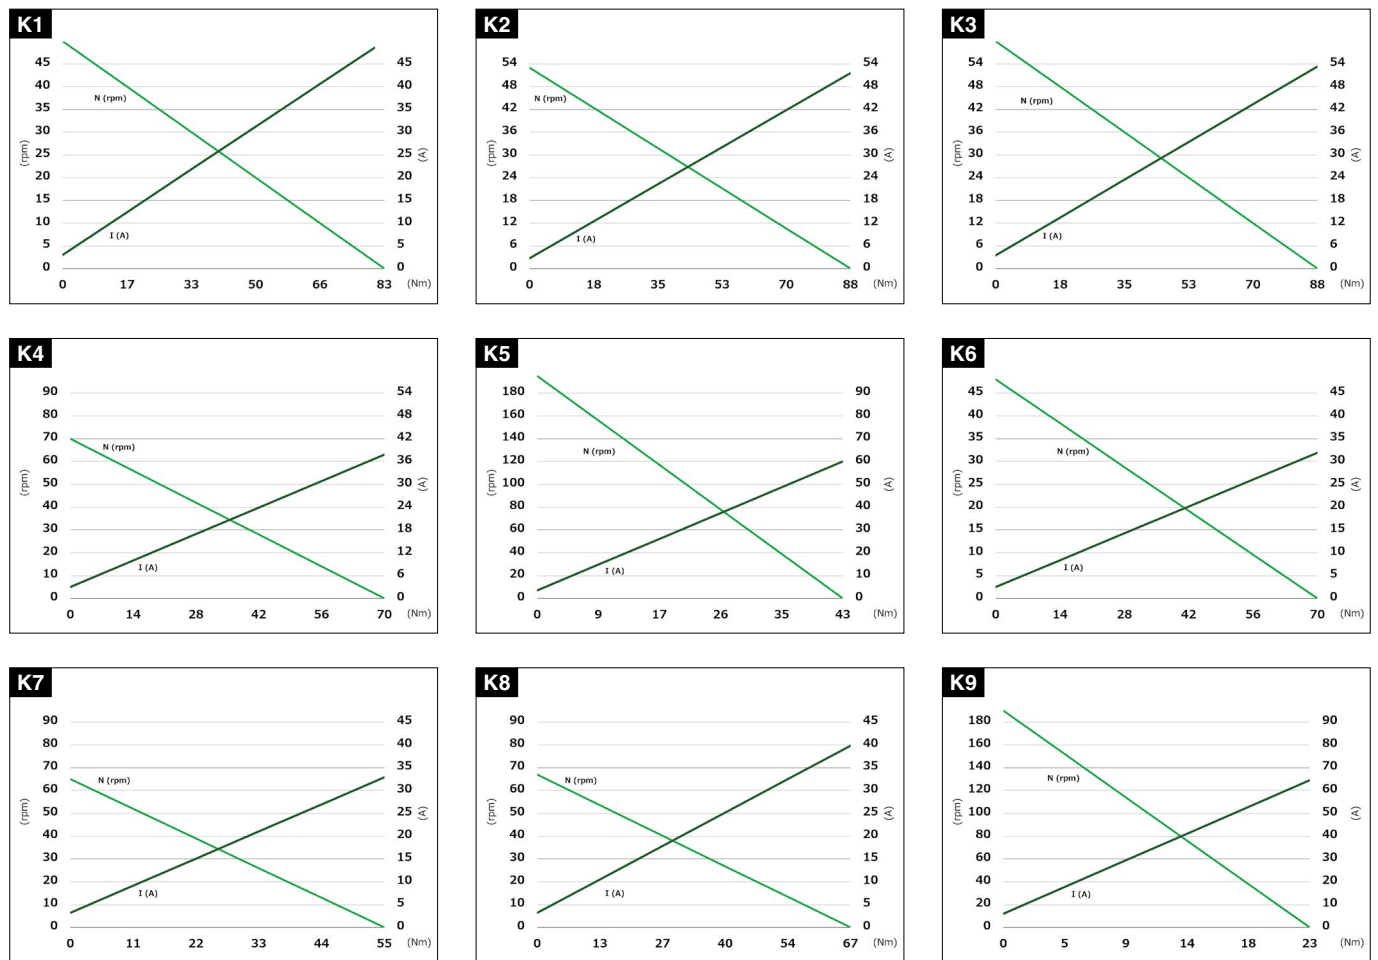 K1 K2 K3
45 45 54 54 54 54
40 40 48 48 48 48
N (rpm) N (rpm) N (rpm)
35 35 42 42 42 42
30 30 36 36 36 36
(rpm) 25 25 (A) (rpm) 30 30 (A) (rpm) 30 30 (A)
20 20 24 24 24 24
15 15 18 18 18 18
10 10 12 12 12 12
I (A) I (A) I (A)
5 5 6 6 6 6
0 0 0 0 0 0
0 17 33 50 66 83 (Nm) 0 18 35 53 70 88 (Nm) 0 18 35 53 70 88 (Nm)
K4 K5 K6
90 54 180 90 45 45
80 48 160 80 40 40
70 42 140 70 35 35
N (rpm) N (rpm) N (rpm)
60 36 120 60 30 30
(rpm) 50 30 (A) (rpm) 100 50 (A) (rpm) 25 25 (A)
40 24 80 40 20 20
30 18 60 30 15 15
20 12 40 20 10 10
I (A) I (A) I (A)
10 6 20 10 5 5
0 0 0 0 0 0
0 14 28 42 56 70 (Nm) 0 9 17 26 35 43 (Nm) 0 14 28 42 56 70 (Nm)
K7 K8 K9
90 45 90 45 180 90
80 40 80 40 160 80
70 35 70 35 140 70
N (rpm) N (rpm) N (rpm)
60 30 60 30 120 60
(rpm) 50 25 (A) (rpm) 50 25 (A) (rpm) 100 50 (A)
40 20 40 20 80 40
30 15 30 15 60 30
20 10 20 10 40 20
I (A) I (A) I (A)
10 5 10 5 20 10
0 0 0 0 0 0
0 11 22 33 44 55 (Nm) 0 13 27 40 54 67 (Nm) 0 5 9 14 18 23 (Nm)